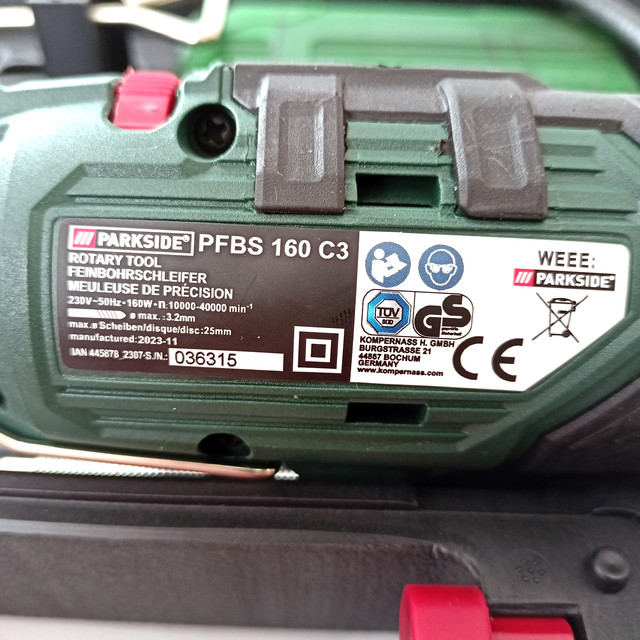 PARKSIDE® PFBS 160 C3
ROTARY TOOL
FEINBOHRSCHLEIFER
MEULEUSE DE PRÉCISION
230V~50Hz·160W·n: 10000-40000 min⁻¹
ø max.: 3.2mm
max.ø Scheiben/disque/disc: 25mm
manufactured: 2023-11
IAN 445878_2307·S./N.: 036315
TÜV
SÜD
GS
KOMPERNASS H. GMBH
BURGSTRASSE 21
44867 BOCHUM
GERMANY
www.kompernass.com
CE
WEEE:
PARKSIDE®